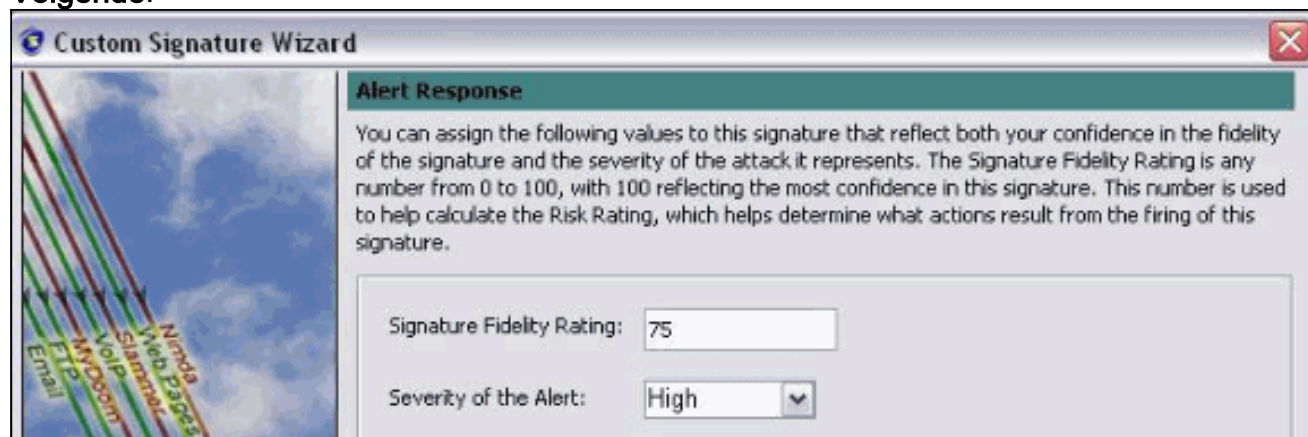 Volgende.
Custom Signature Wizard
Alert Response
You can assign the following values to this signature that reflect both your confidence in the fidelity
of the signature and the severity of the attack it represents. The Signature Fidelity Rating is any
number from 0 to 100, with 100 reflecting the most confidence in this signature. This number is used
to help calculate the Risk Rating, which helps determine what actions result from the firing of this
signature.
Signature Fidelity Rating: 75
Severity of the Alert: High
Nimda
Web Pages
Slammer
VoIP
MyDoom
FTP
Email